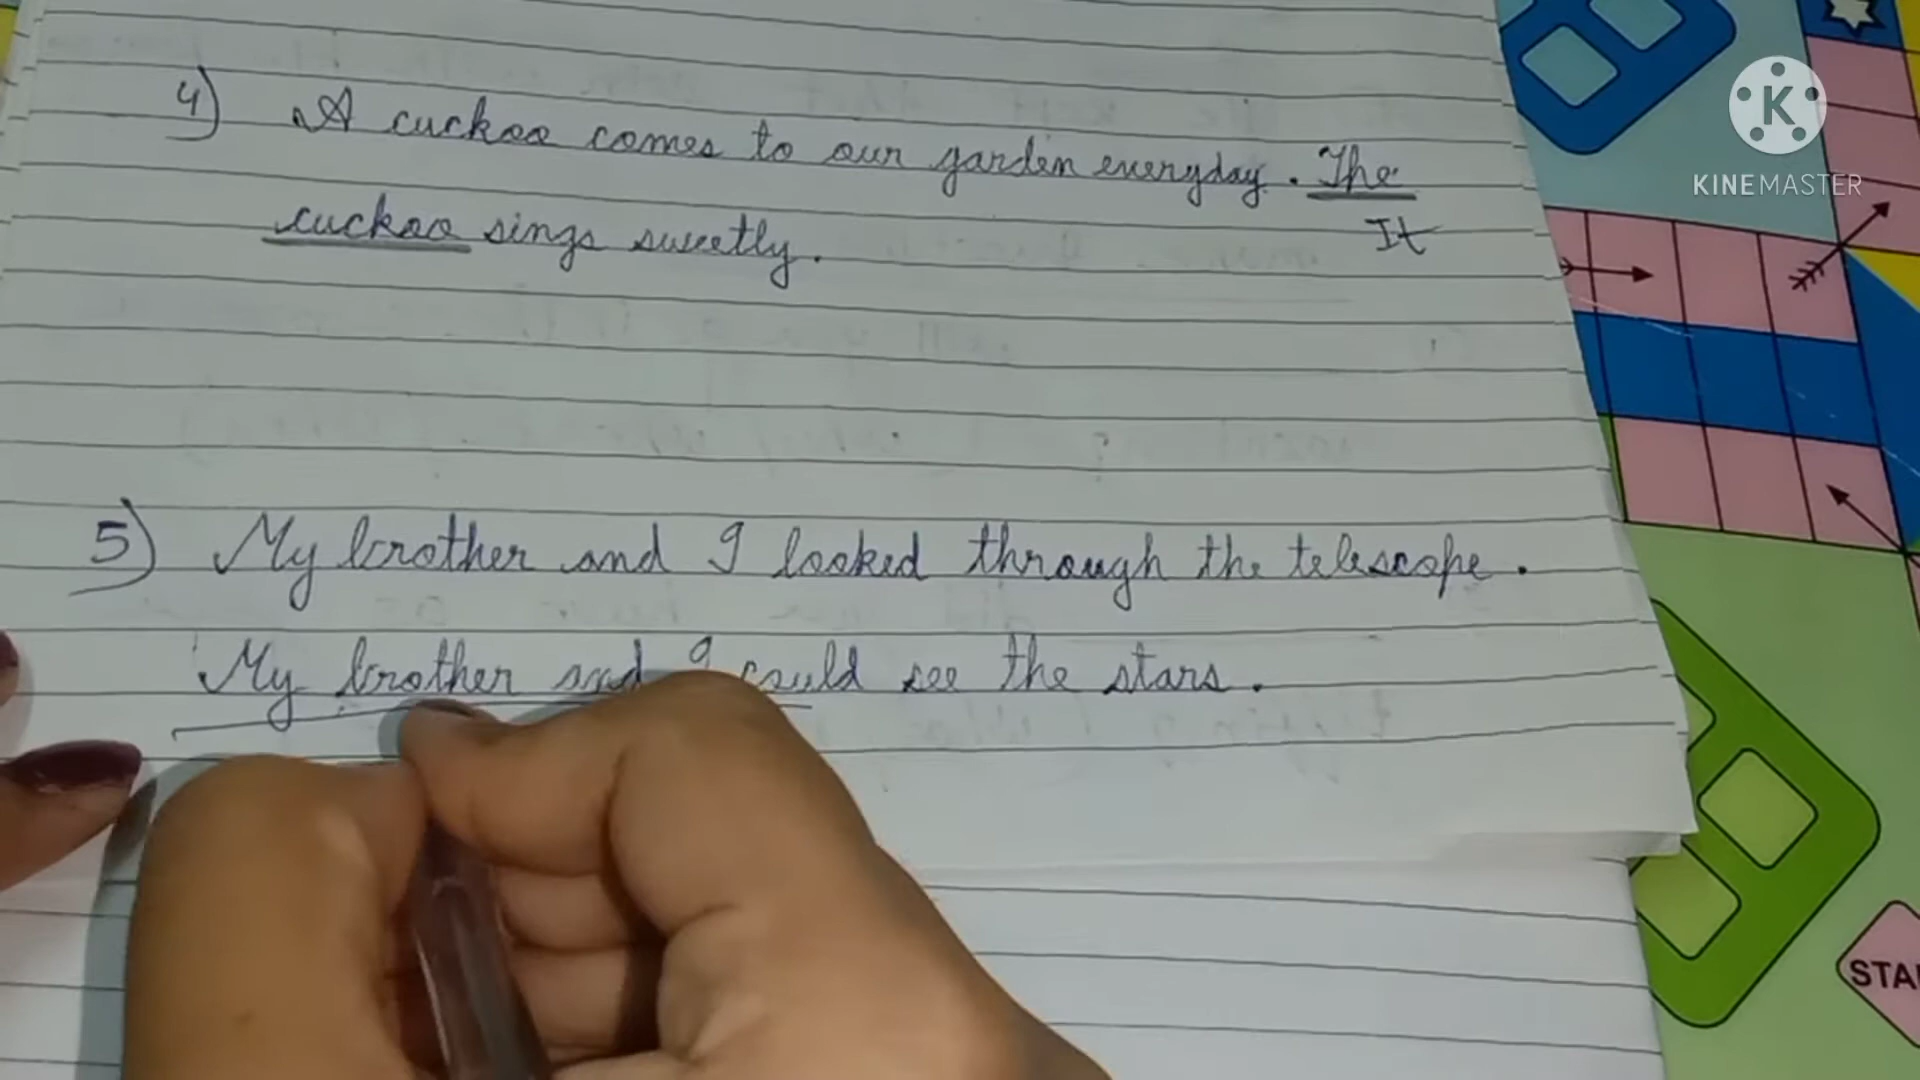 4) A cuckoo comes to our garden everyday. The
It
cuckoo sings sweetly.
5) My brother and I looked through the telescope.
My brother and I could see the stars.
K
KINEMASTER
STA